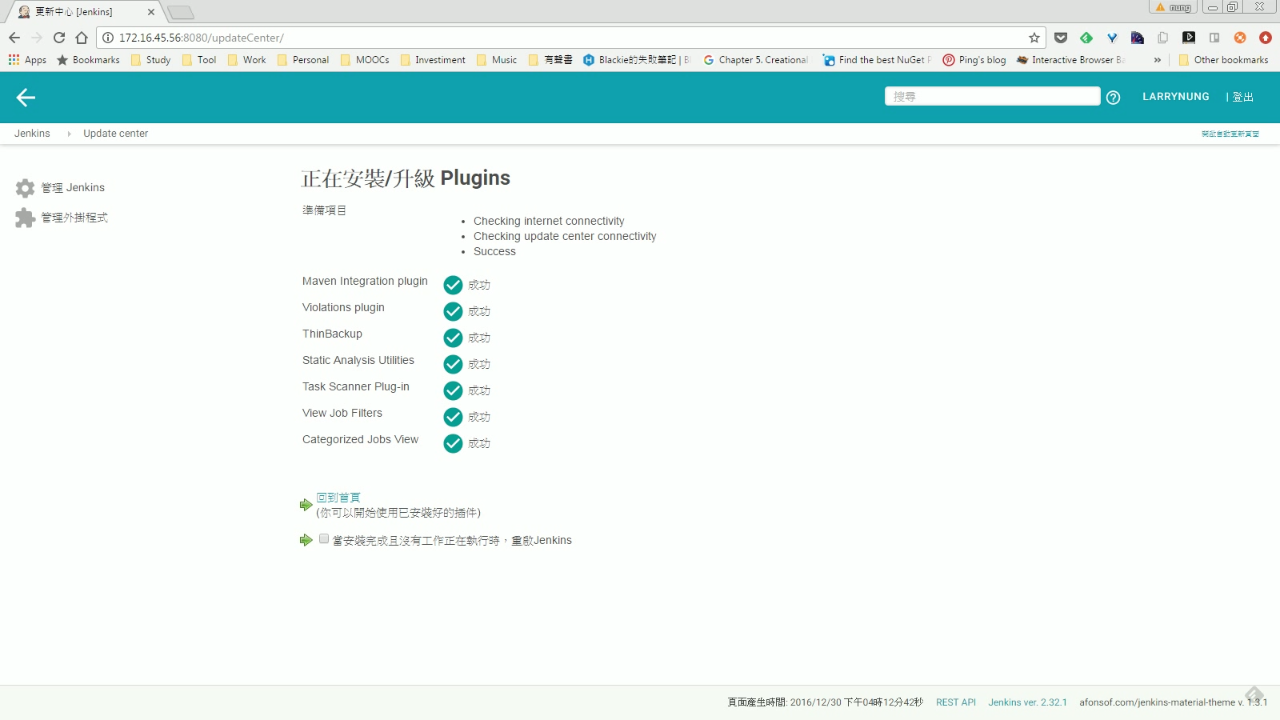 更新中心 [Jenkins]
nung
172.16.45.56:8080/updateCenter/
Apps Bookmarks Study Tool Work Personal MOOCs Investiment Music 有聲書 Blackie的失敗筆記 | B Chapter 5. Creational Find the best NuGet P Ping's blog Interactive Browser Ba » Other bookmarks
搜尋 LARRYNUNG | 登出
Jenkins Update center 開啟自動更新頁面
管理 Jenkins
管理外掛程式
正在安裝/升級 Plugins
準備項目
Checking internet connectivity
Checking update center connectivity
Success
Maven Integration plugin 成功
Violations plugin 成功
ThinBackup 成功
Static Analysis Utilities 成功
Task Scanner Plug-in 成功
View Job Filters 成功
Categorized Jobs View 成功
回到首頁
(你可以開始使用已安裝好的插件)
當安裝完成且沒有工作正在執行時，重啟Jenkins
頁面產生時間: 2016/12/30 下午04時12分42秒 REST API Jenkins ver. 2.32.1 afonsof.com/jenkins-material-theme v. 1.3.1